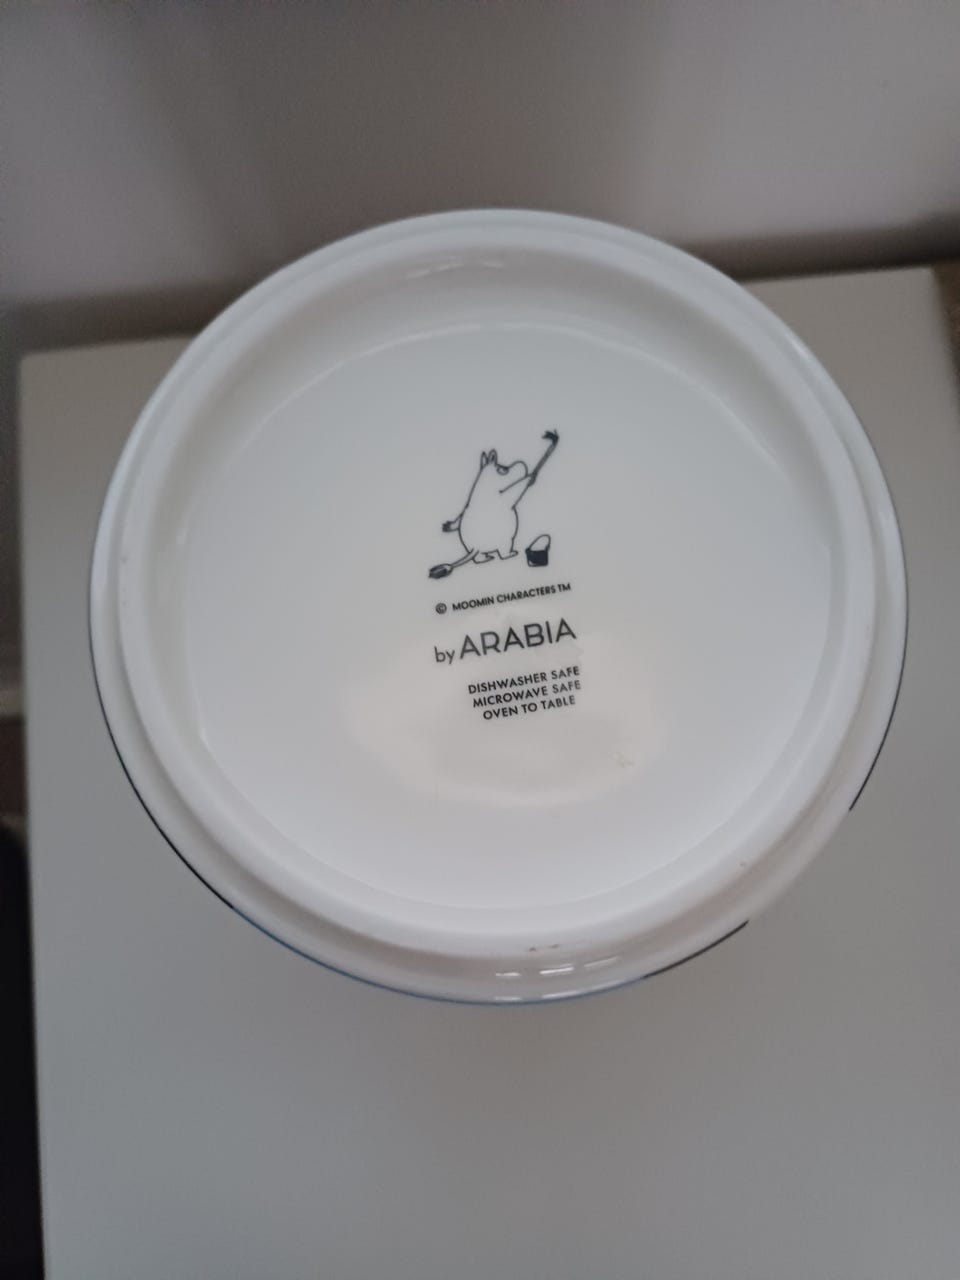 © MOOMIN CHARACTERS TM
by ARABIA
DISHWASHER SAFE
MICROWAVE SAFE
OVEN TO TABLE